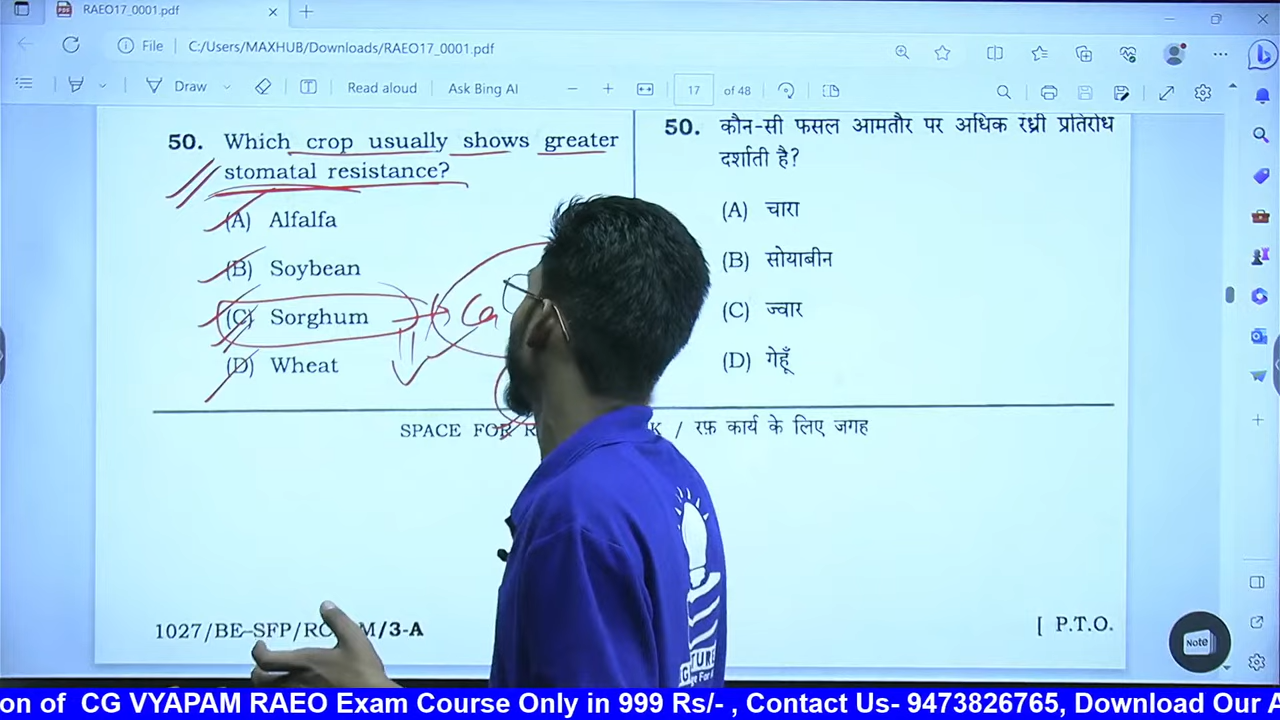 RAEO17_0001.pdf
File
C:/Users/MAXHUB/Downloads/RAEO17_0001.pdf
Draw
Read aloud
Ask Bing AI
17
of 48
50. Which crop usually shows greater
stomatal resistance?
(A) Alfalfa
(B) Soybean
(C) Sorghum
(D) Wheat
50. कौन-सी फसल आमतौर पर अधिक रंध्री प्रतिरोध
दर्शाती है?
(A) चारा
(B) सोयाबीन
(C) ज्वार
(D) गेहूँ
SPACE FOR
K / रफ़ कार्य के लिए जगह
1027/BE–SFP/RO M/3-A
[ P.T.O.
Note
on of CG VYAPAM RAEO Exam Course Only in 999 Rs/- , Contact Us- 9473826765, Download Our A